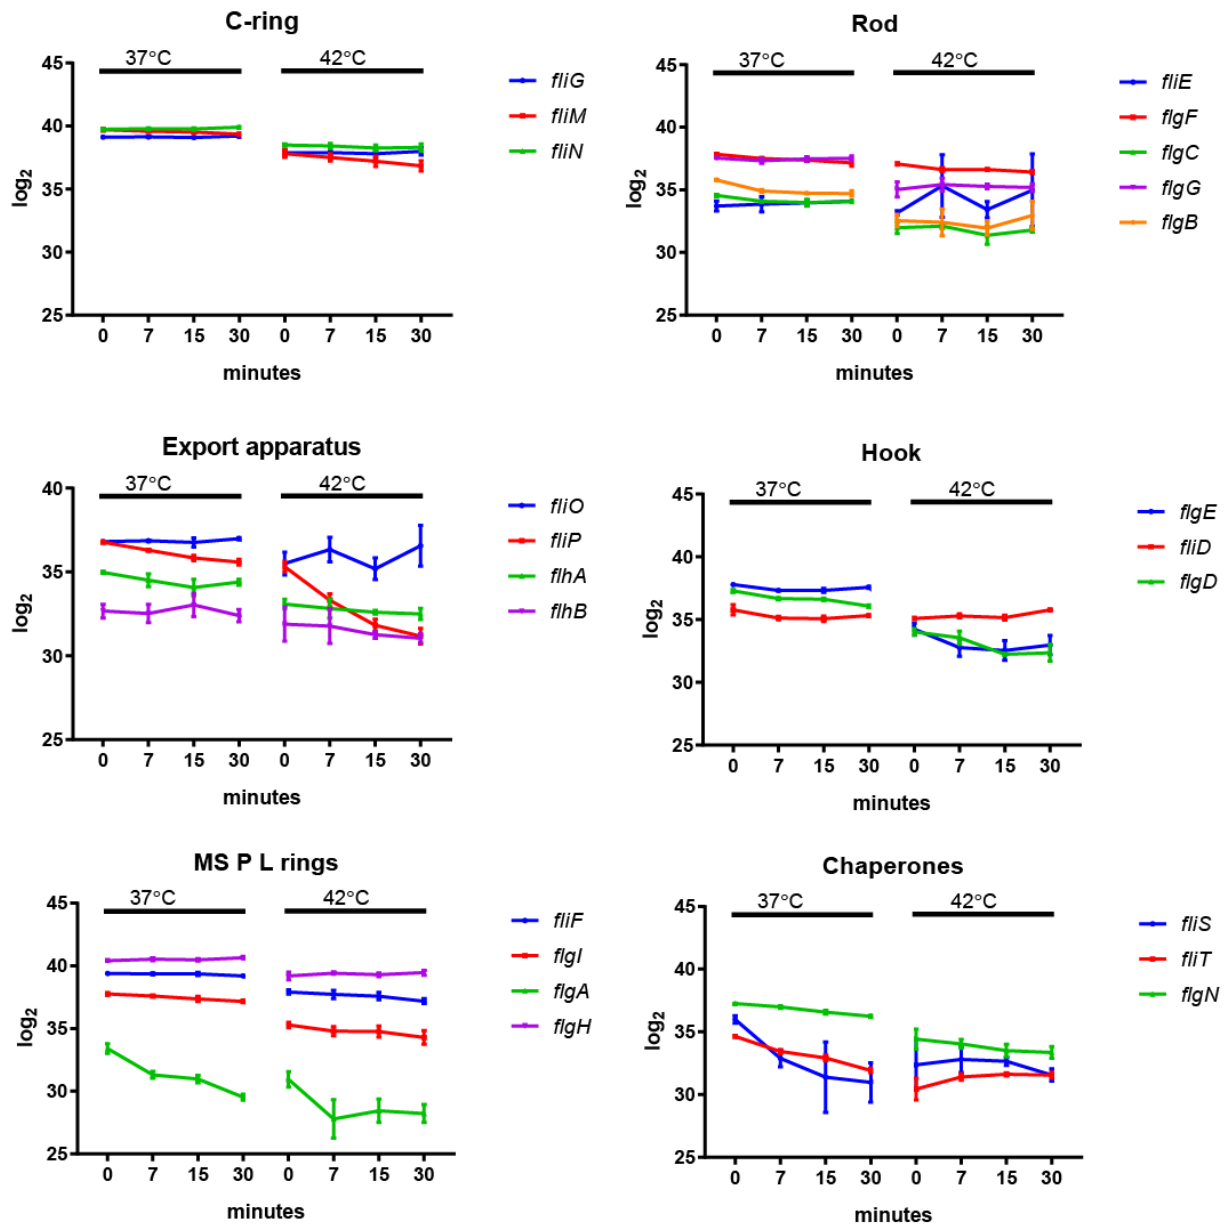 C-ring
37°C 42°C
45
40
35
30
25
log2
0 7 15 30 0 7 15 30
minutes
fliG
fliM
fliN
Rod
37°C 42°C
45
40
35
30
25
log2
0 7 15 30 0 7 15 30
minutes
fliE
flgF
flgC
flgG
flgB
Export apparatus
37°C 42°C
40
35
30
25
log2
0 7 15 30 0 7 15 30
minutes
fliO
fliP
flhA
flhB
Hook
37°C 42°C
45
40
35
30
25
log2
0 7 15 30 0 7 15 30
minutes
flgE
fliD
flgD
MS P L rings
37°C 42°C
45
40
35
30
25
log2
0 7 15 30 0 7 15 30
minutes
fliF
flgI
flgA
flgH
Chaperones
37°C 42°C
45
40
35
30
25
log2
0 7 15 30 0 7 15 30
minutes
fliS
fliT
flgN